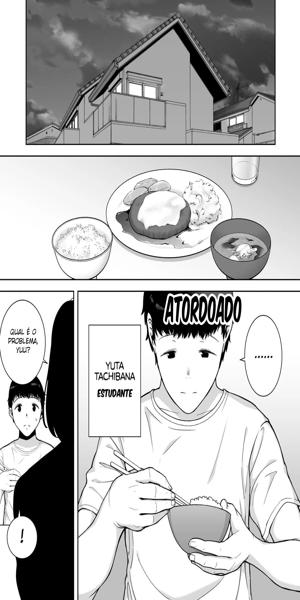 ATORDOADO
......
YUTA
TACHIBANA
ESTUDANTE
QUAL É O
PROBLEMA,
YUU?
!